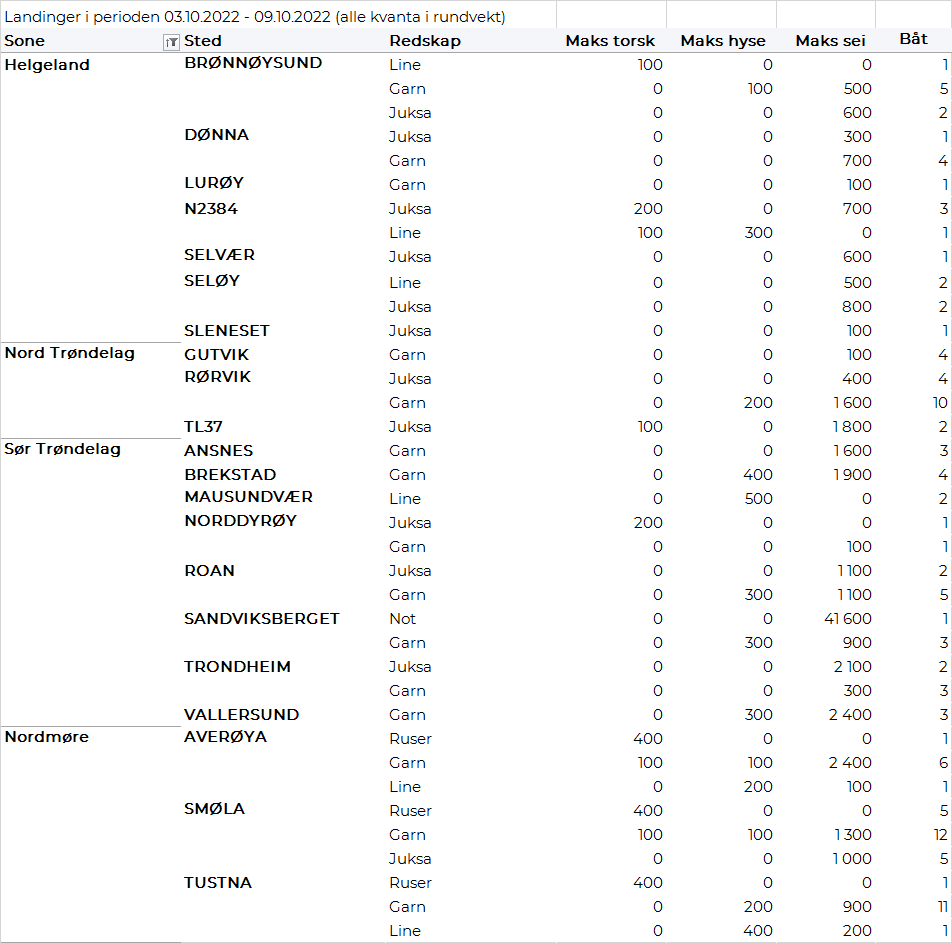 Landinger i perioden 03.10.2022 - 09.10.2022 (alle kvanta i rundvekt)
Sone Sted Redskap Maks torsk Maks hyse Maks sei Båt
Helgeland BRØNNØYSUND Line 100 0 0 1
Garn 0 100 500 5
Juksa 0 0 600 2
DØNNA Juksa 0 0 300 1
Garn 0 0 700 4
LURØY Garn 0 0 100 1
N2384 Juksa 200 0 700 3
Line 100 300 0 1
SELVÆR Juksa 0 0 600 1
SELØY Line 0 0 500 2
Juksa 0 0 800 2
SLENESET Juksa 0 0 100 1
Nord Trøndelag GUTVIK Garn 0 0 100 4
RØRVIK Juksa 0 0 400 4
Garn 0 200 1 600 10
TL37 Juksa 100 0 1 800 2
Sør Trøndelag ANSNES Garn 0 0 1 600 3
BREKSTAD Garn 0 400 1 900 4
MAUSUNDVÆR Line 0 500 0 2
NORDDYRØY Juksa 200 0 0 1
Garn 0 0 100 1
ROAN Juksa 0 0 1 100 2
Garn 0 300 1 100 5
SANDVIKSBERGET Not 0 0 41 600 1
Garn 0 300 900 3
TRONDHEIM Juksa 0 0 2 100 2
Garn 0 0 300 3
VALLERSUND Garn 0 300 2 400 3
Nordmøre AVERØYA Ruser 400 0 0 1
Garn 100 100 2 400 6
Line 0 200 100 1
SMØLA Ruser 400 0 0 5
Garn 100 100 1 300 12
Juksa 0 0 1 000 5
TUSTNA Ruser 400 0 0 1
Garn 0 200 900 11
Line 0 400 200 1